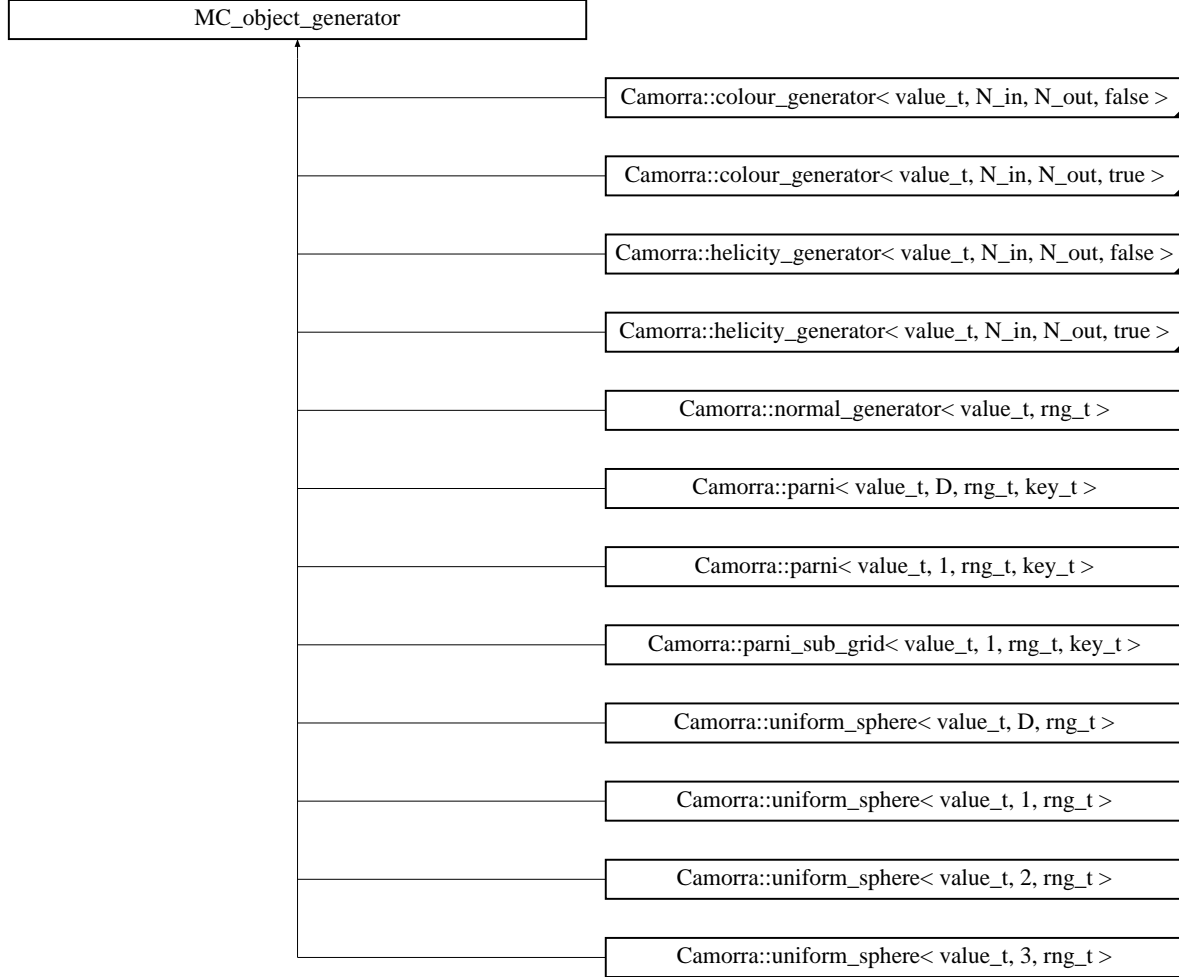 MC_object_generator
Camorra::colour_generator< value_t, N_in, N_out, false >
Camorra::colour_generator< value_t, N_in, N_out, true >
Camorra::helicity_generator< value_t, N_in, N_out, false >
Camorra::helicity_generator< value_t, N_in, N_out, true >
Camorra::normal_generator< value_t, rng_t >
Camorra::parni< value_t, D, rng_t, key_t >
Camorra::parni< value_t, 1, rng_t, key_t >
Camorra::parni_sub_grid< value_t, 1, rng_t, key_t >
Camorra::uniform_sphere< value_t, D, rng_t >
Camorra::uniform_sphere< value_t, 1, rng_t >
Camorra::uniform_sphere< value_t, 2, rng_t >
Camorra::uniform_sphere< value_t, 3, rng_t >